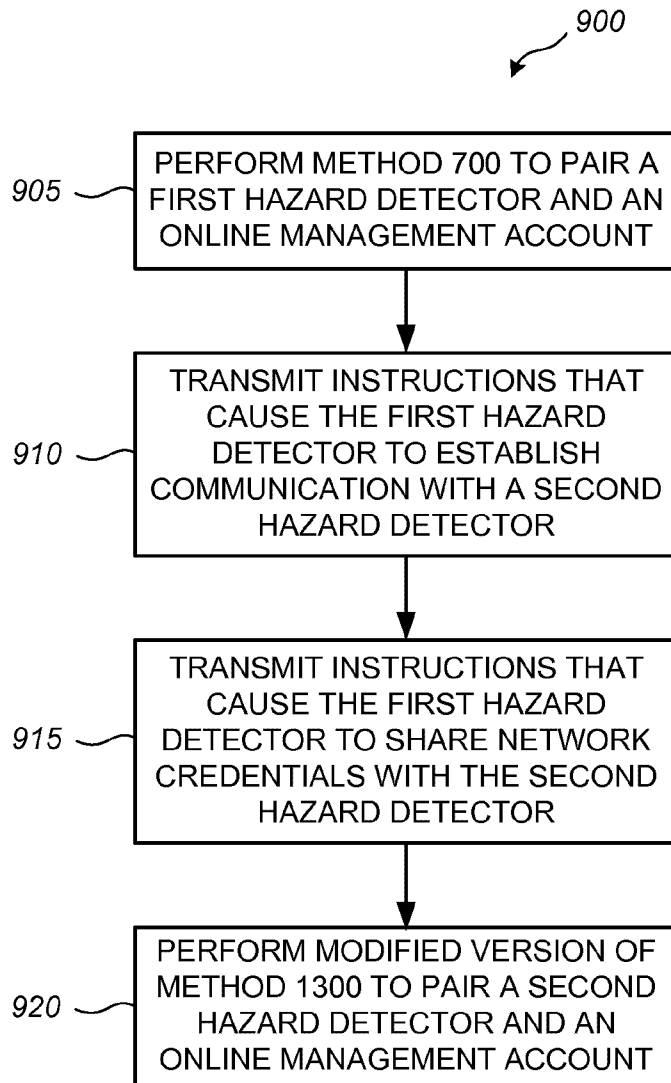 900
905
PERFORM METHOD 700 TO PAIR A
FIRST HAZARD DETECTOR AND AN
ONLINE MANAGEMENT ACCOUNT
910
TRANSMIT INSTRUCTIONS THAT
CAUSE THE FIRST HAZARD
DETECTOR TO ESTABLISH
COMMUNICATION WITH A SECOND
HAZARD DETECTOR
915
TRANSMIT INSTRUCTIONS THAT
CAUSE THE FIRST HAZARD
DETECTOR TO SHARE NETWORK
CREDENTIALS WITH THE SECOND
HAZARD DETECTOR
920
PERFORM MODIFIED VERSION OF
METHOD 1300 TO PAIR A SECOND
HAZARD DETECTOR AND AN
ONLINE MANAGEMENT ACCOUNT